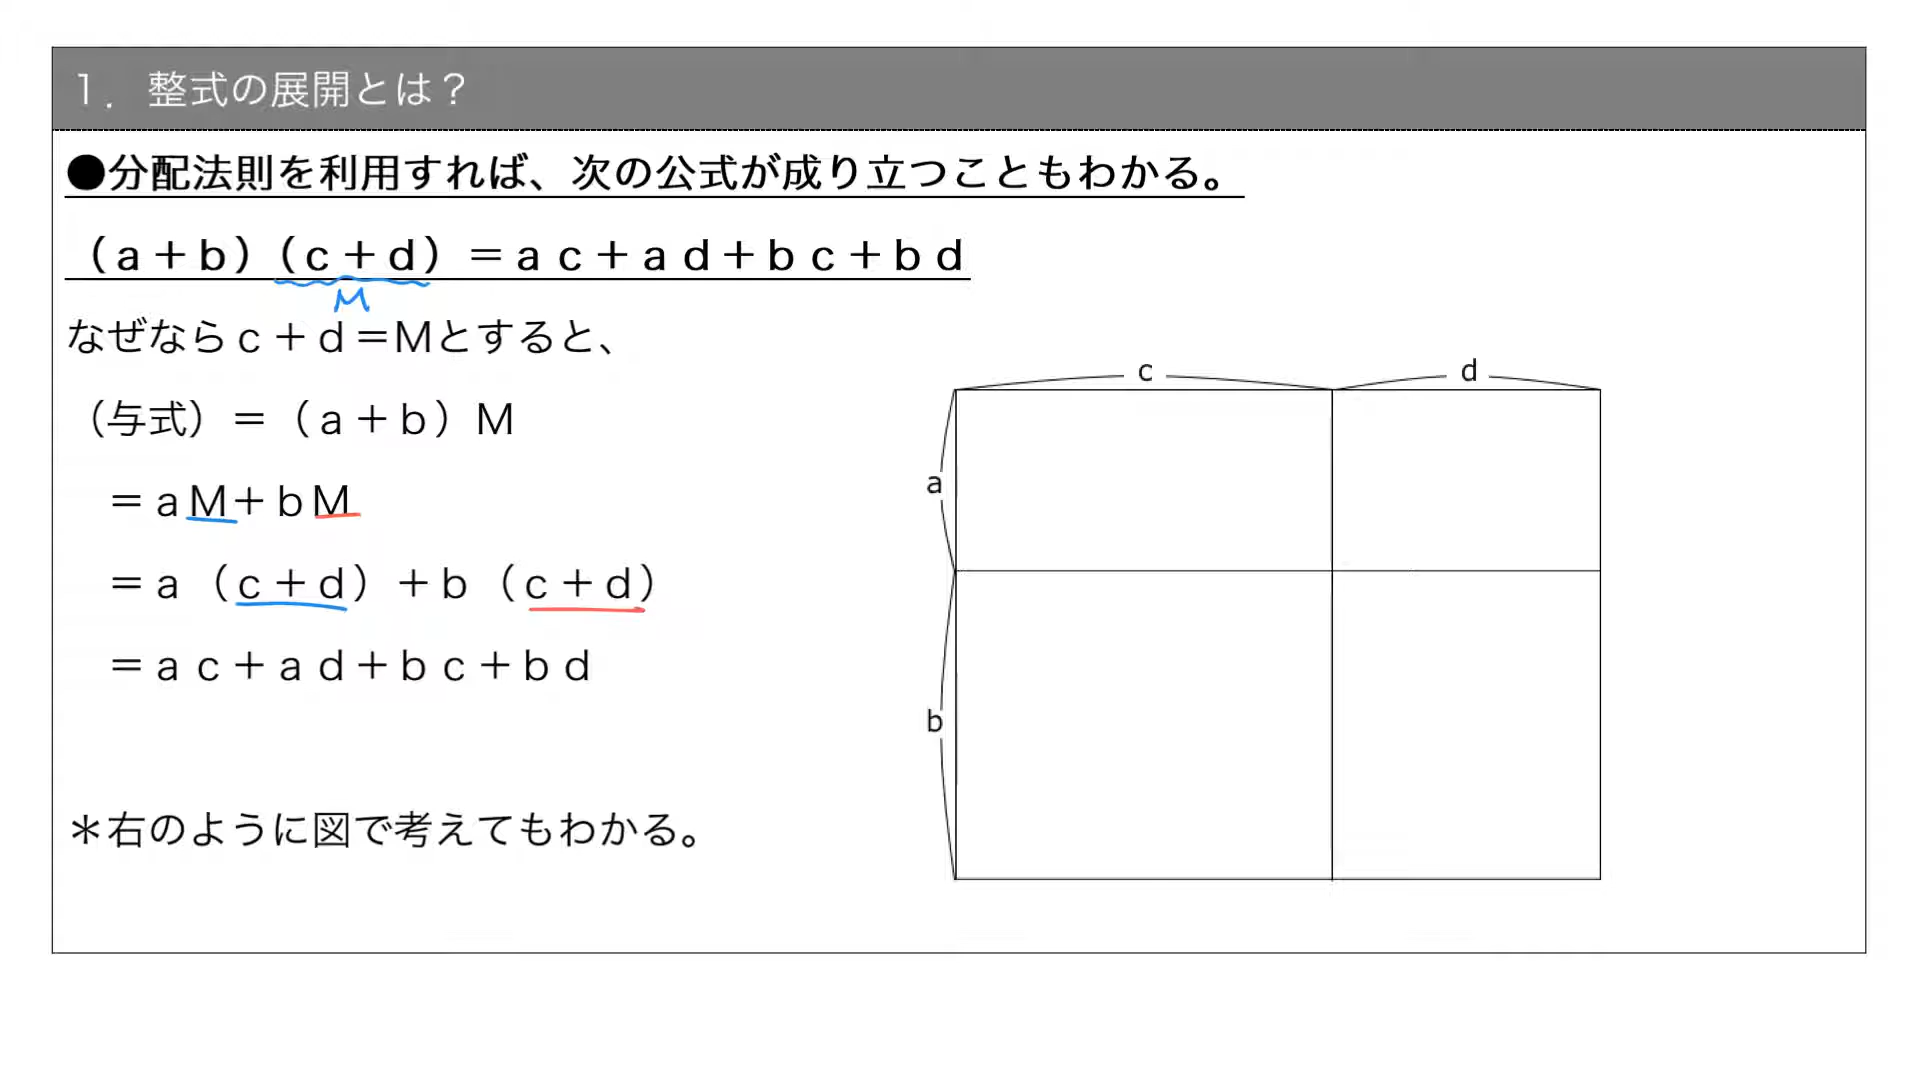 １．整式の展開とは？
●分配法則を利用すれば、次の公式が成り立つこともわかる。
（ａ＋ｂ）（ｃ＋ｄ）＝ａｃ＋ａｄ＋ｂｃ＋ｂｄ
M
なぜならｃ＋ｄ＝Ｍとすると、
（与式）＝（ａ＋ｂ）Ｍ
＝ａＭ＋ｂＭ
＝ａ（ｃ＋ｄ）＋ｂ（ｃ＋ｄ）
＝ａｃ＋ａｄ＋ｂｃ＋ｂｄ
＊右のように図で考えてもわかる。
c d
a
b